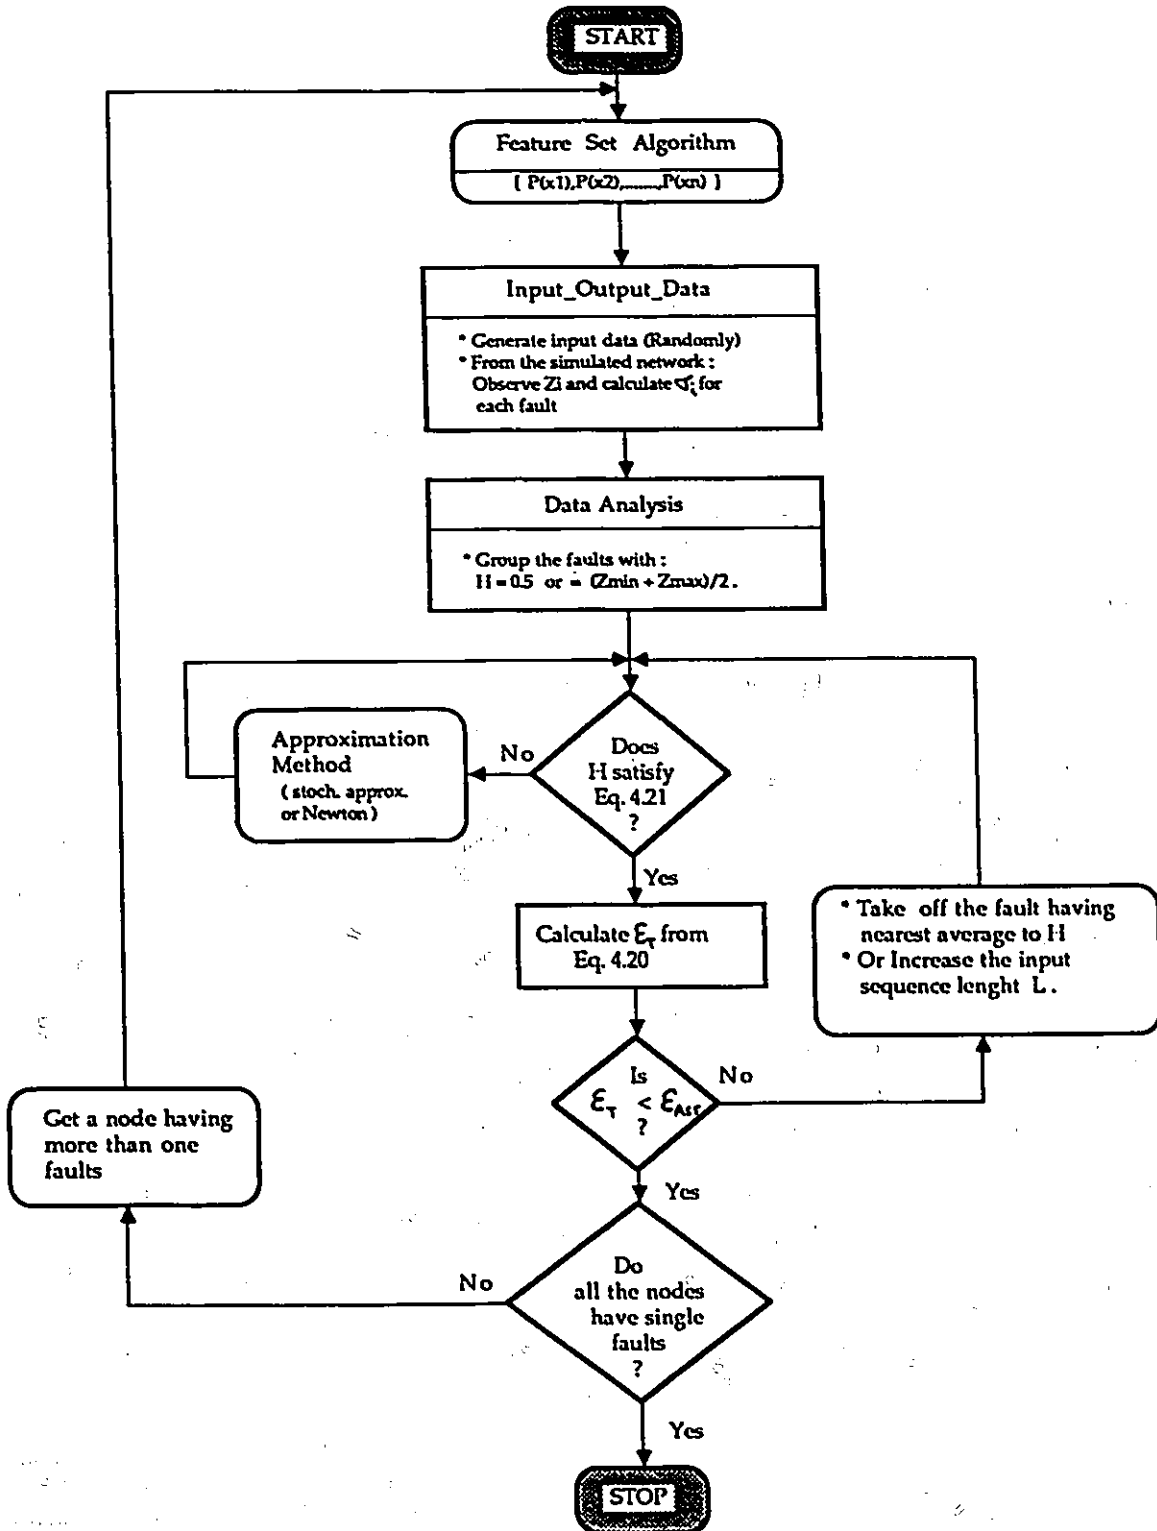 START
Feature Set Algorithm
[ P(x1),P(x2),........,P(xn) ]
Input_Output_Data
* Generate input data (Randomly)
* From the simulated network :
Observe Zi and calculate σi for
each fault
Data Analysis
* Group the faults with :
H = 0.5 or = (Zmin + Zmax)/2 .
Approximation
Method
( stoch. approx.
or Newton )
No
Does
H satisfy
Eq. 4.21
?
Yes
Calculate ε_T from
Eq. 4.20
* Take off the fault having
nearest average to H
* Or Increase the input
sequence lenght L .
Is
ε_T <
?
No
Yes
Get a node having
more than one
faults
No
Do
all the nodes
have single
faults
?
Yes
STOP